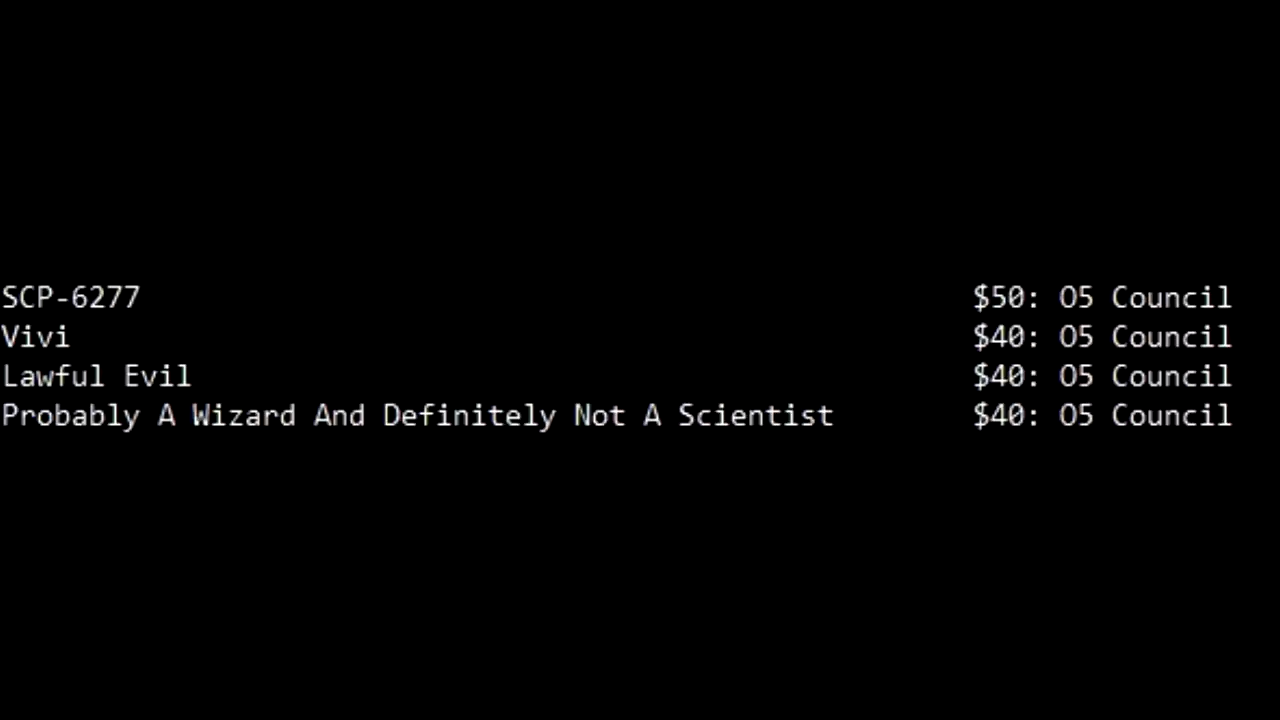 SCP-6277 $50: O5 Council
Vivi $40: O5 Council
Lawful Evil $40: O5 Council
Probably A Wizard And Definitely Not A Scientist $40: O5 Council